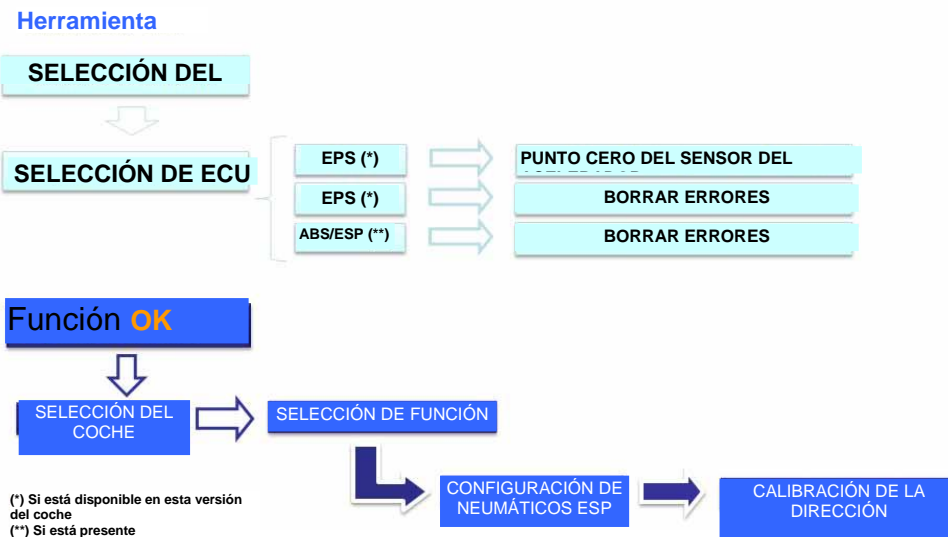 Herramienta
SELECCIÓN DEL
SELECCIÓN DE ECU
EPS (*)
PUNTO CERO DEL SENSOR DEL
EPS (*)
BORRAR ERRORES
ABS/ESP (**)
BORRAR ERRORES
Función OK
SELECCIÓN DEL
COCHE
SELECCIÓN DE FUNCIÓN
CONFIGURACIÓN DE
NEUMÁTICOS ESP
CALIBRACIÓN DE LA
DIRECCIÓN
(*) Si está disponible en esta versión
del coche
(**) Si está presente